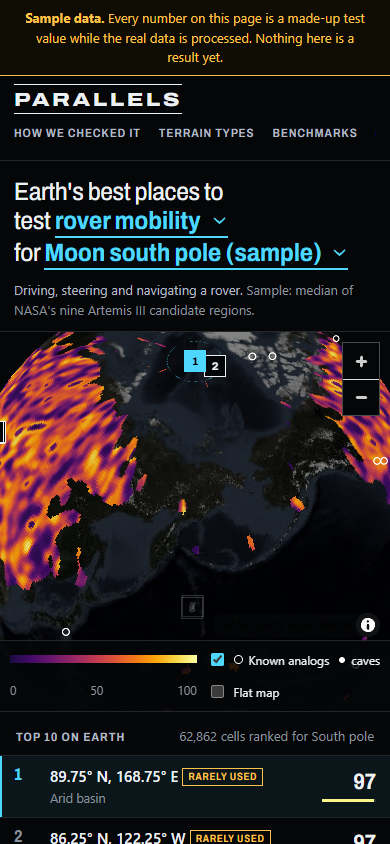 Sample data. Every number on this page is a made-up test
value while the real data is processed. Nothing here is a
result yet.
PARALLELS
HOW WE CHECKED IT TERRAIN TYPES BENCHMARKS
Earth's best places to
test rover mobility
for Moon south pole (sample)
Driving, steering and navigating a rover. Sample: median of
NASA's nine Artemis III candidate regions.
1
2
+
−
Known analogs caves
0 50 100
Flat map
TOP 10 ON EARTH 62,862 cells ranked for South pole
1 89.75° N, 168.75° E RARELY USED 97
Arid basin
2 86.25° N, 122.25° W RARELY USED 97